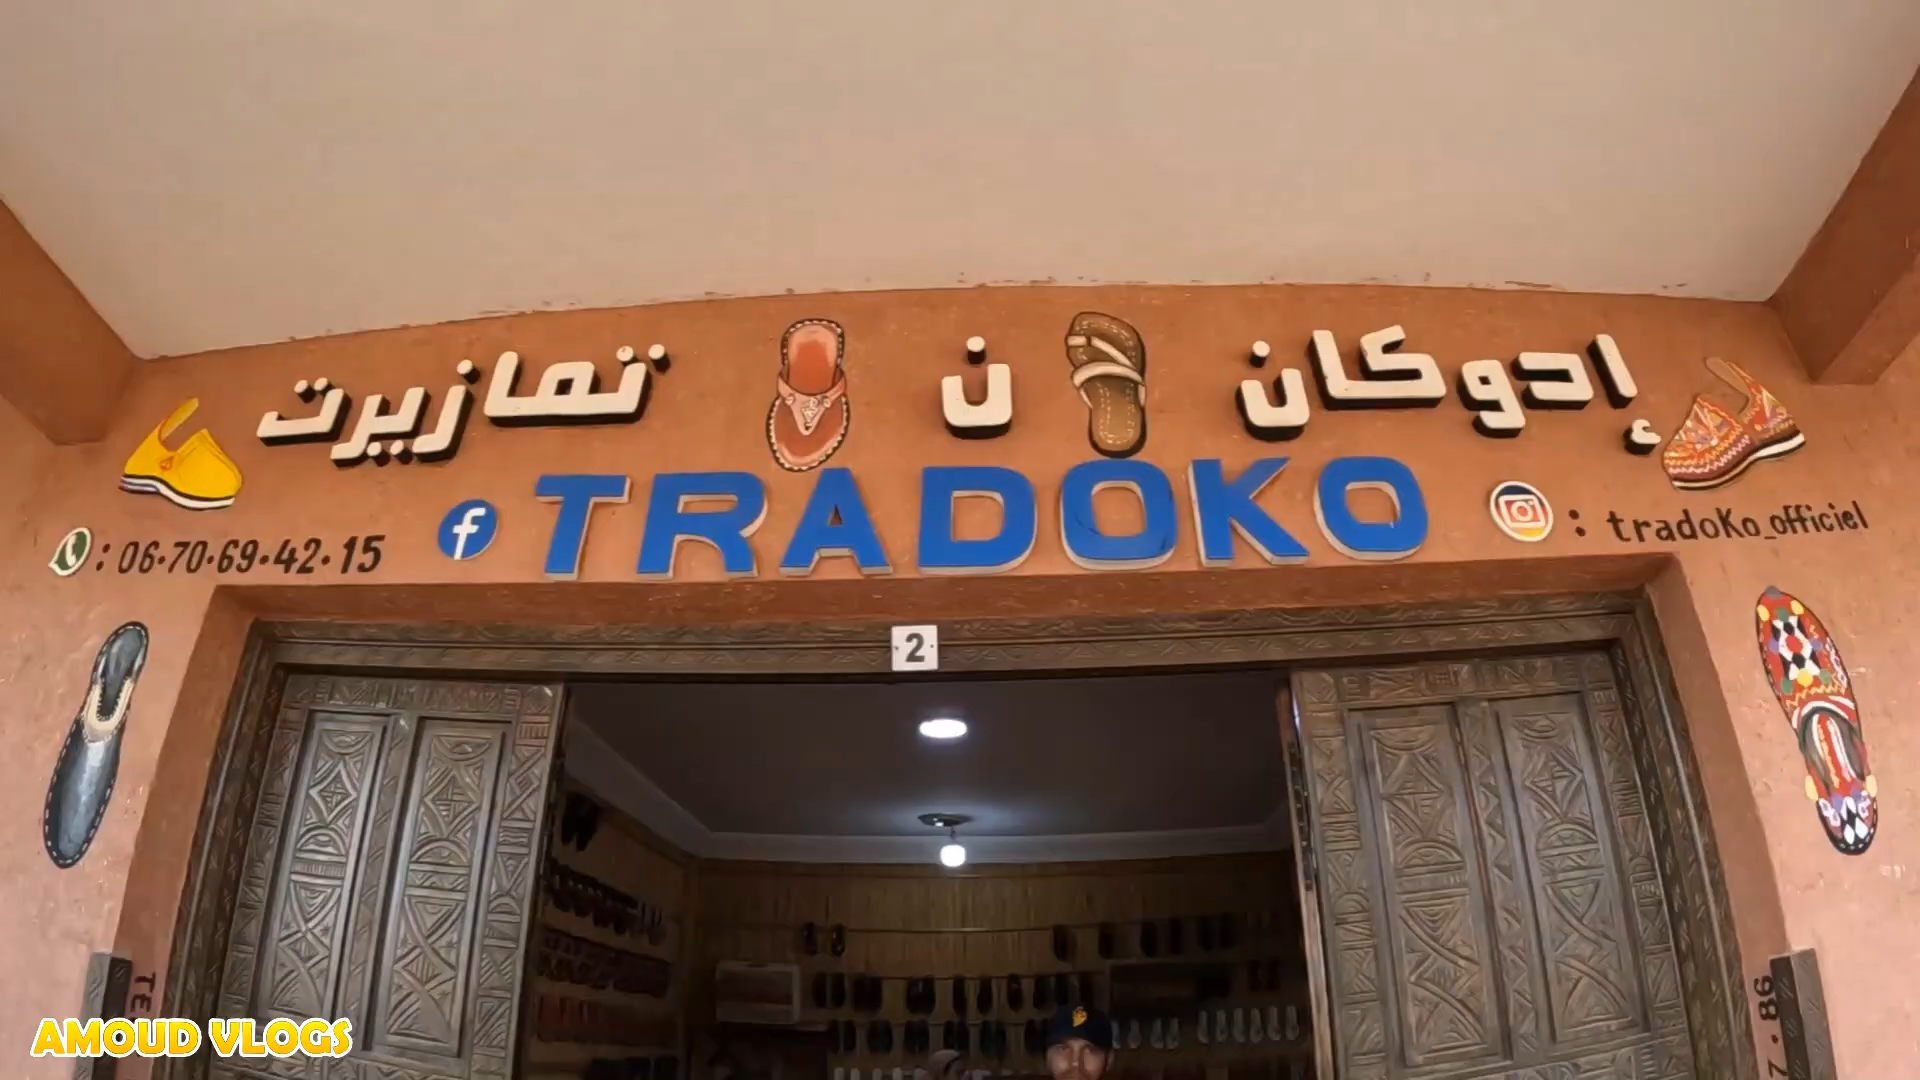 إدوكان ن تمازيرت
TRADOKO
: 06.70.69.42.15
: tradoKo_officiel
2
AMOUD VLOGS